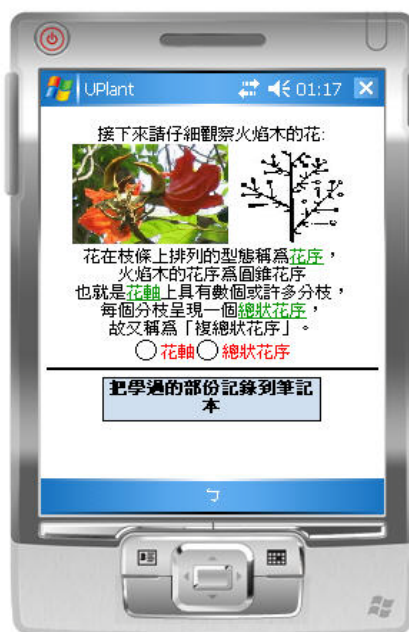 UPlant 01:17
接下來請仔細觀察火焰木的花:
花在枝條上排列的型態稱為花序,
火焰木的花序為圓錐花序
也就是花軸上具有數個或許多分枝,
每個分枝呈現一個總狀花序,
故又稱為「複總狀花序」。
花軸 總狀花序
把學過的部份記錄到筆記
本
ㄅ